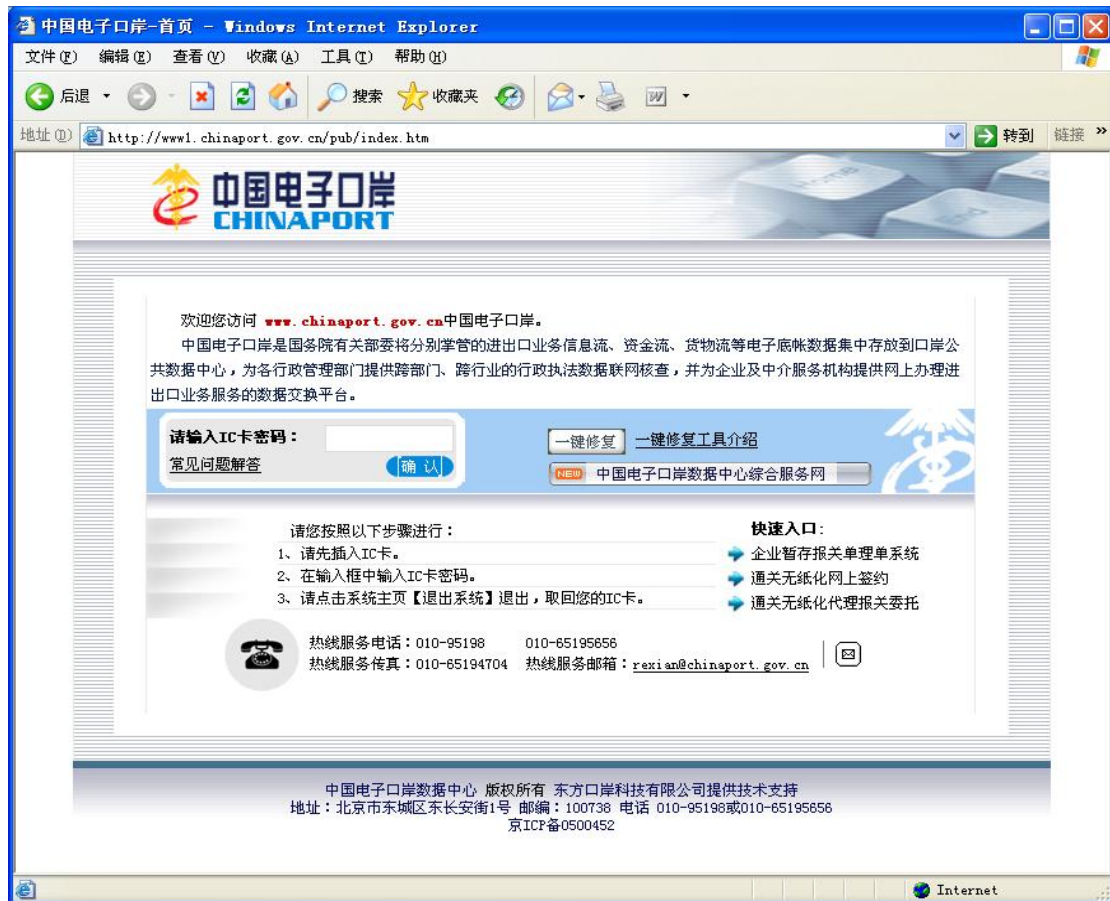 中国电子口岸-首页 - Windows Internet Explorer
文件(F) 编辑(E) 查看(V) 收藏(A) 工具(T) 帮助(H)
后退 搜索 收藏夹
地址(D) http://www1.chinaport.gov.cn/pub/index.htm 转到 链接 »
中国电子口岸
CHINAPORT
欢迎您访问 www.chinaport.gov.cn中国电子口岸。
中国电子口岸是国务院有关部委将分别掌管的进出口业务信息流、资金流、货物流等电子底帐数据集中存放到口岸公
共数据中心，为各行政管理部门提供跨部门、跨行业的行政执法数据联网核查，并为企业及中介服务机构提供网上办理进
出口业务服务的数据交换平台。
请输入IC卡密码：
常见问题解答 确 认
一键修复 一键修复工具介绍
NEW 中国电子口岸数据中心综合服务网
请您按照以下步骤进行：
1、请先插入IC卡。
2、在输入框中输入IC卡密码。
3、请点击系统主页【退出系统】退出，取回您的IC卡。
快速入口:
企业暂存报关单理单系统
通关无纸化网上签约
通关无纸化代理报关委托
热线服务电话：010-95198 010-65195656
热线服务传真：010-65194704 热线服务邮箱：rexian@chinaport.gov.cn
中国电子口岸数据中心 版权所有 东方口岸科技有限公司提供技术支持
地址：北京市东城区东长安街1号 邮编：100738 电话 010-95198或010-65195656
京ICP备0500452
Internet